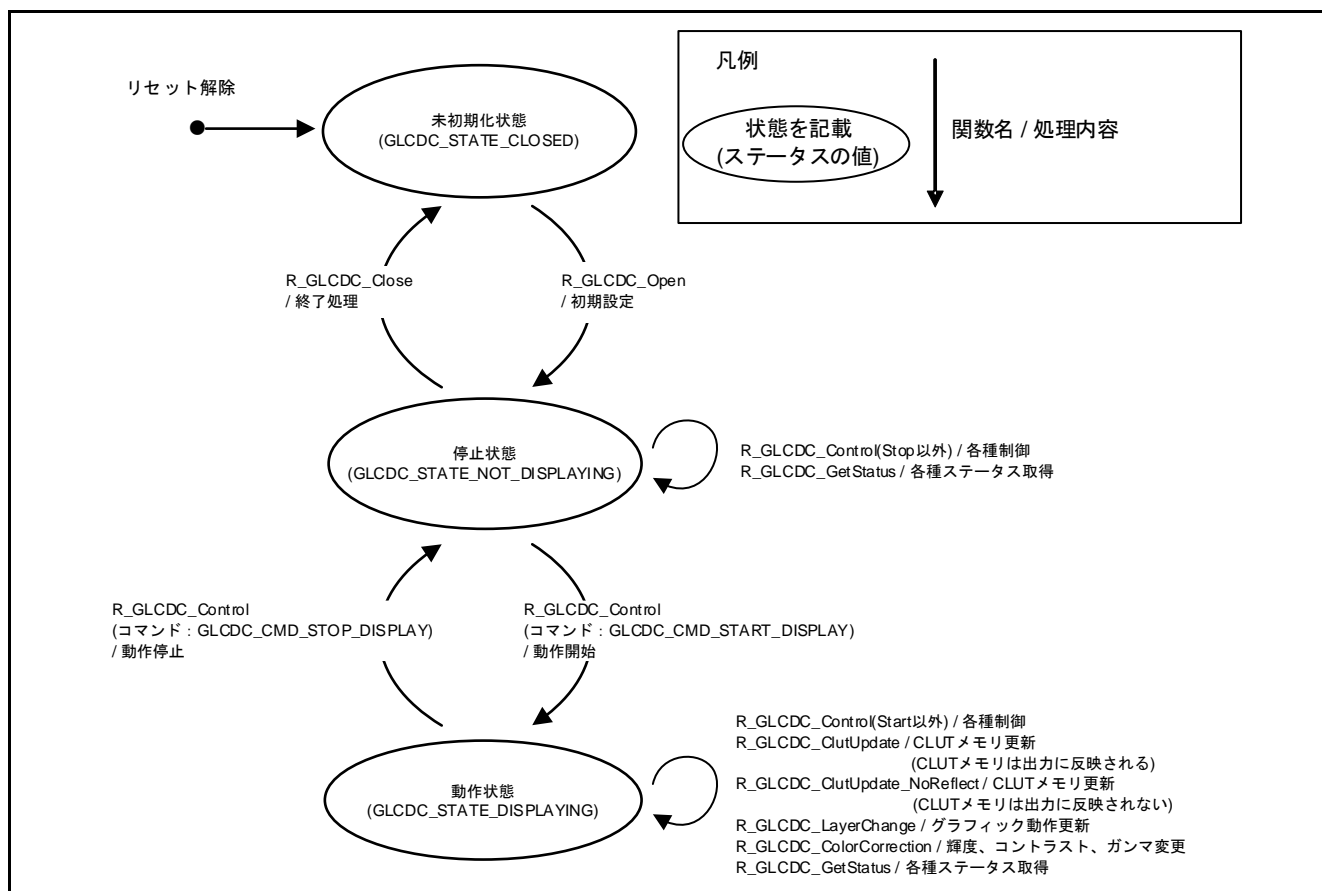 リセット解除
未初期化状態
(GLCDC_STATE_CLOSED)
凡例
状態を記載
(ステータスの値)
関数名 / 処理内容
R_GLCDC_Close
/ 終了処理
R_GLCDC_Open
/ 初期設定
停止状態
(GLCDC_STATE_NOT_DISPLAYING)
R_GLCDC_Control(Stop以外) / 各種制御
R_GLCDC_GetStatus / 各種ステータス取得
R_GLCDC_Control
(コマンド：GLCDC_CMD_STOP_DISPLAY)
/ 動作停止
R_GLCDC_Control
(コマンド：GLCDC_CMD_START_DISPLAY)
/ 動作開始
動作状態
(GLCDC_STATE_DISPLAYING)
R_GLCDC_Control(Start以外) / 各種制御
R_GLCDC_ClutUpdate / CLUTメモリ更新
(CLUTメモリは出力に反映される)
R_GLCDC_ClutUpdate_NoReflect / CLUTメモリ更新
(CLUTメモリは出力に反映されない)
R_GLCDC_LayerChange / グラフィック動作更新
R_GLCDC_ColorCorrection / 輝度、コントラスト、ガンマ変更
R_GLCDC_GetStatus / 各種ステータス取得